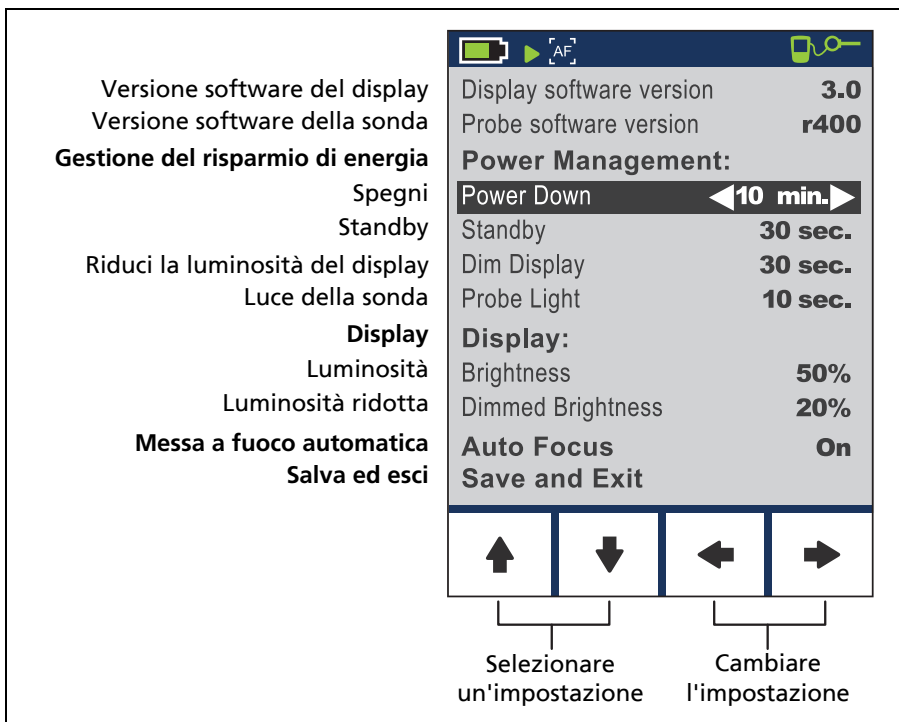 [AF]
Versione software del display Display software version 3.0
Versione software della sonda Probe software version r400
Gestione del risparmio di energia Power Management:
Spegni Power Down 10 min.
Standby Standby 30 sec.
Riduci la luminosità del display Dim Display 30 sec.
Luce della sonda Probe Light 10 sec.
Display Display:
Luminosità Brightness 50%
Luminosità ridotta Dimmed Brightness 20%
Messa a fuoco automatica Auto Focus On
Salva ed esci Save and Exit
Selezionare Cambiare
un'impostazione l'impostazione